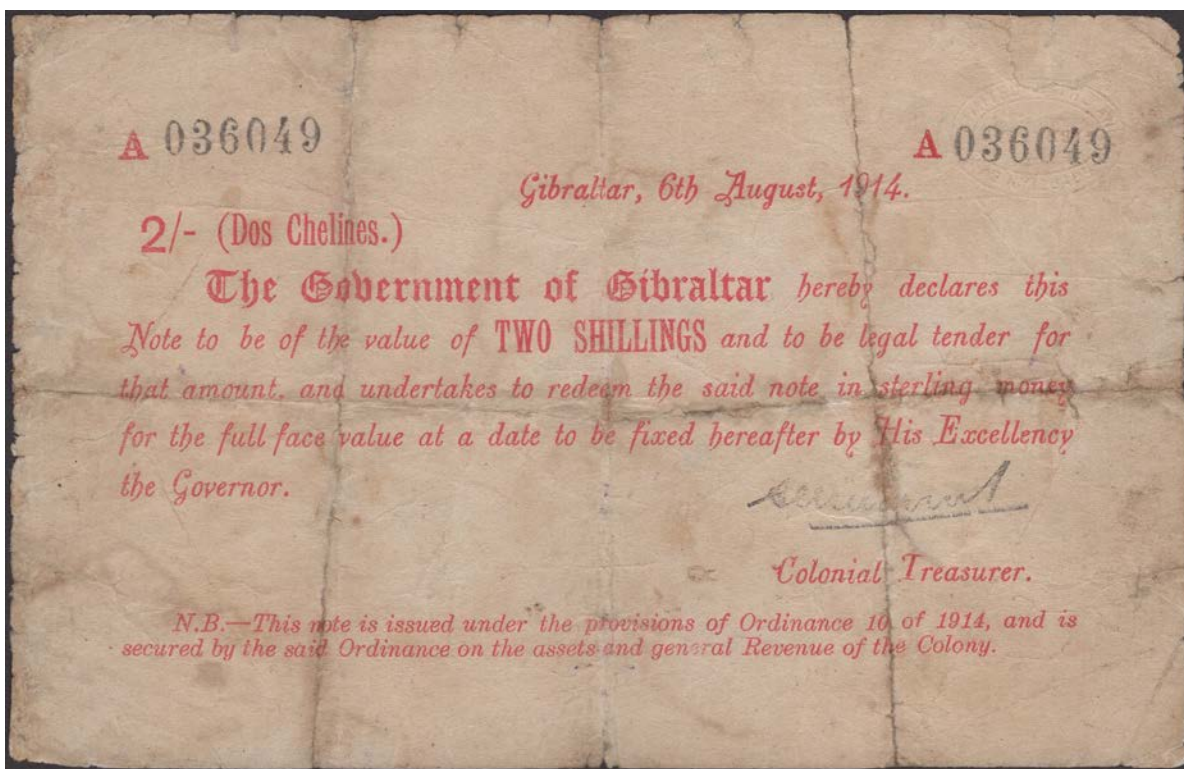 A 036049 A 036049
Gibraltar, 6th August, 1914.
2/- (Dos Chelines.)
The Government of Gibraltar hereby declares this
Note to be of the value of TWO SHILLINGS and to be legal tender for
that amount, and undertakes to redeem the said note in sterling money
for the full face value at a date to be fixed hereafter by His Excellency
the Governor.
Colonial Treasurer.
N.B.—This note is issued under the provisions of Ordinance 10 of 1914, and is
secured by the said Ordinance on the assets and general Revenue of the Colony.